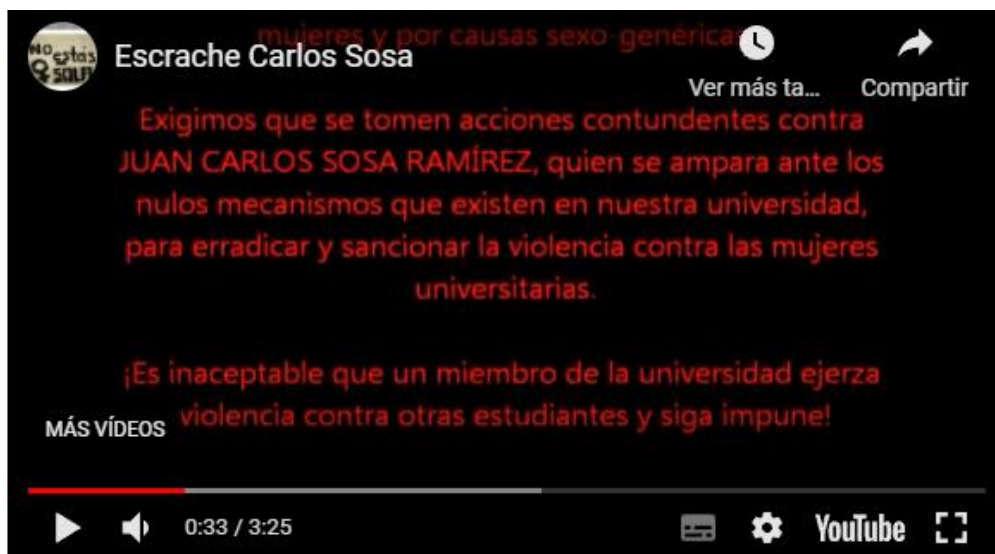 mujeres y por causas sexo-genéricas
No estás
SOLA
Escrache Carlos Sosa
Ver más ta...
Compartir
Exigimos que se tomen acciones contundentes contra
JUAN CARLOS SOSA RAMÍREZ, quien se ampara ante los
nulos mecanismos que existen en nuestra universidad,
para erradicar y sancionar la violencia contra las mujeres
universitarias.
¡Es inaceptable que un miembro de la universidad ejerza
violencia contra otras estudiantes y siga impune!
MÁS VÍDEOS
0:33 / 3:25
YouTube